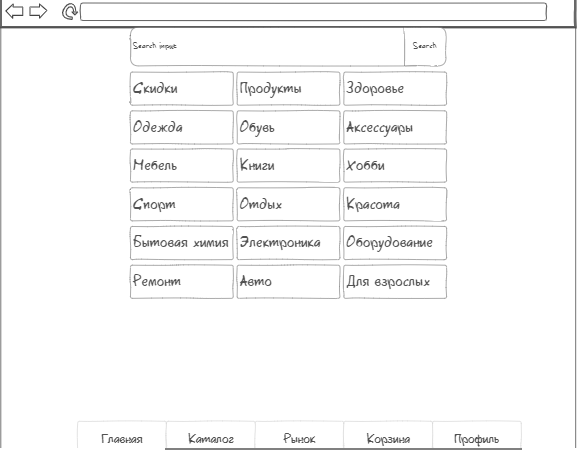 Search input Search
Скидки Продукты Здоровье
Одежда Обувь Аксессуары
Мебель Книги Хобби
Спорт Отдых Красота
Бытовая химия Электроника Оборудование
Ремонт Авто Для взрослых
Главная Каталог Рынок Корзина Профиль